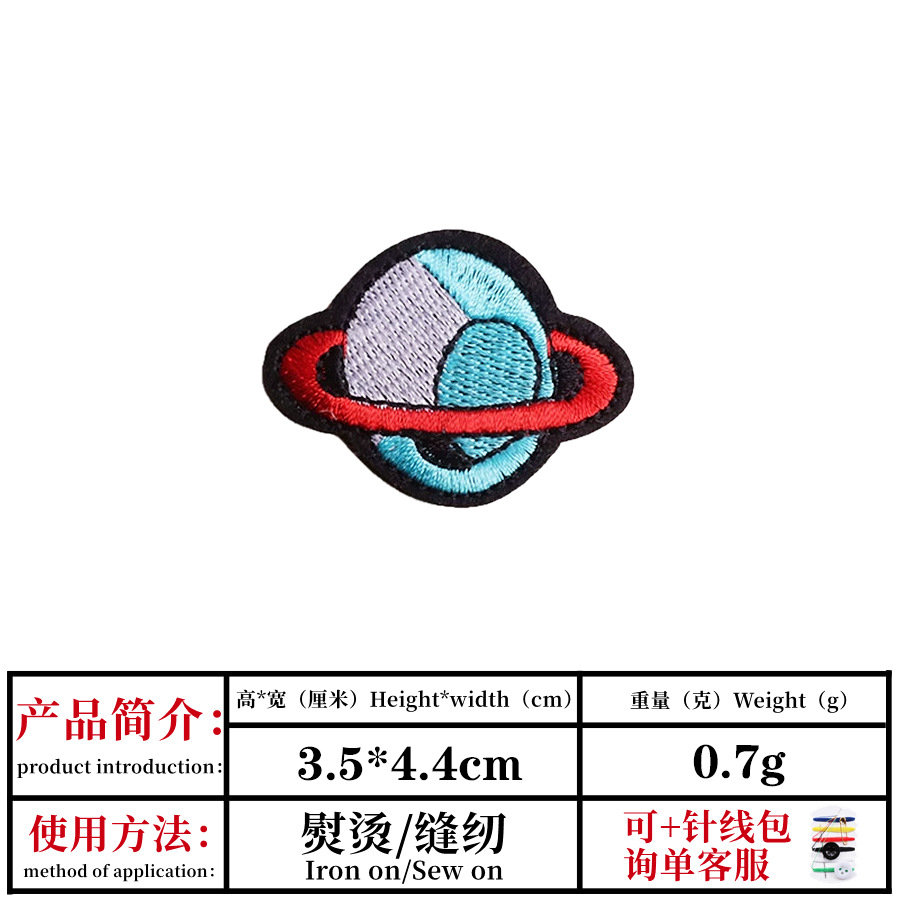 产品简介：
product introduction：
高*宽（厘米）Height*width（cm）
重量（克）Weight（g）
3.5*4.4cm
0.7g
使用方法：
method of application：
熨烫/缝纫
Iron on/Sew on
可+针线包
询单客服